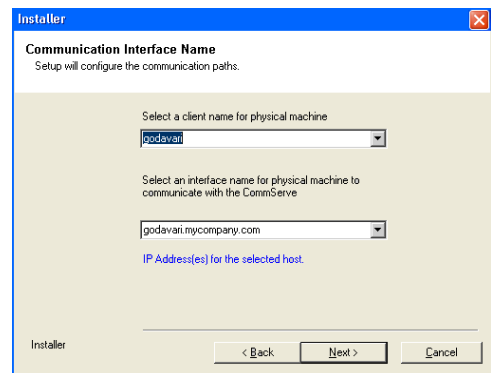 Installer
Communication Interface Name
Setup will configure the communication paths.
Select a client name for physical machine
godavari
Select an interface name for physical machine to
communicate with the CommServe
godavari.mycompany.com
IP Address(es) for the selected host.
Installer
< Back
Next >
Cancel